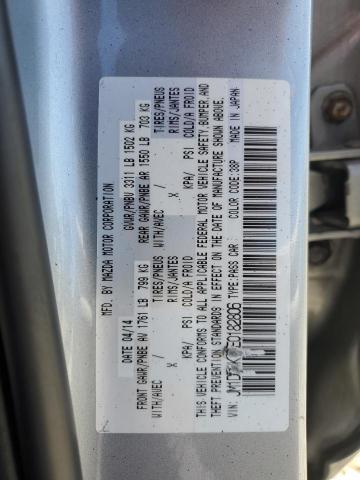 MFD. BY MAZDA MOTOR CORPORATION
DATE 04/14 GVWR/PNBV 3311 LB 1502 KG
FRONT GAWR/PNBE AV 1761 LB 799 KG REAR GAWR/PNBE AR 1550 LB 703 KG
WITH/AVEC / TIRES/PNEUS WITH/AVEC / TIRES/PNEUS
X RIMS/JANTES X RIMS/JANTES
KPA/ PSI COLD/A FROID KPA/ PSI COLD/A FROID
THIS VEHICLE CONFORMS TO ALL APPLICABLE FEDERAL MOTOR VEHICLE SAFETY, BUMPER, AND
THEFT PREVENTION STANDARDS IN EFFECT ON THE DATE OF MANUFACTURE SHOWN ABOVE.
VIN: TYPE:PASS CAR COLOR CODE:38P MADE IN JAPAN